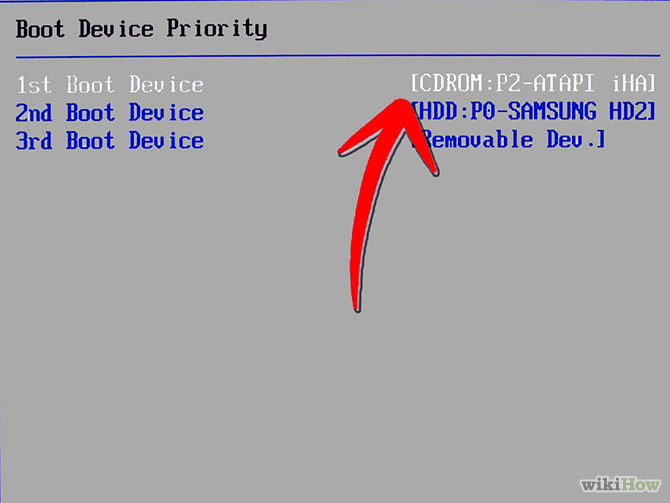 Boot Device Priority
1st Boot Device [CDROM:P2-ATAPI iHA]
2nd Boot Device [HDD:P0-SAMSUNG HD2]
3rd Boot Device [Removable Dev.]
wikiHow